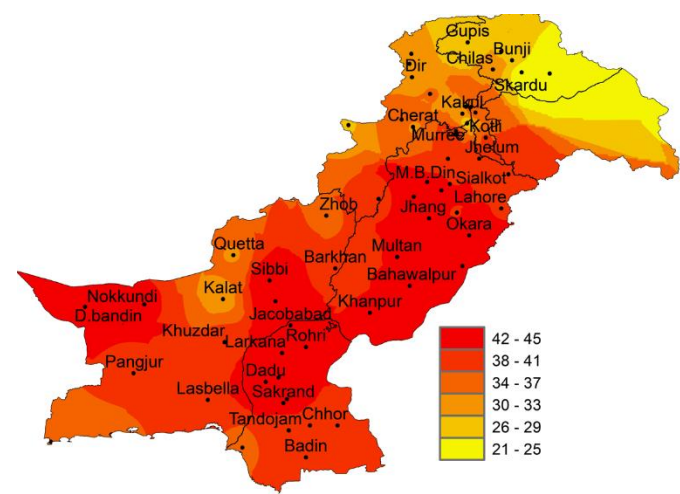 Gupis
Bunji
Chilas
Dir
Skardu
Kakul
Cherat
Kotli
Murree
Jhelum
M.B.Din
Sialkot
Zhob
Jhang
Lahore
Okara
Quetta
Multan
Sibbi
Barkhan
Bahawalpur
Kalat
Nokkundi
D.bandin
Khanpur
Jacobabad
Khuzdar
Rohri
Larkana
Pangjur
Dadu
Lasbella
Sakrand
Tandojam
Chhor
Badin
42 - 45
38 - 41
34 - 37
30 - 33
26 - 29
21 - 25